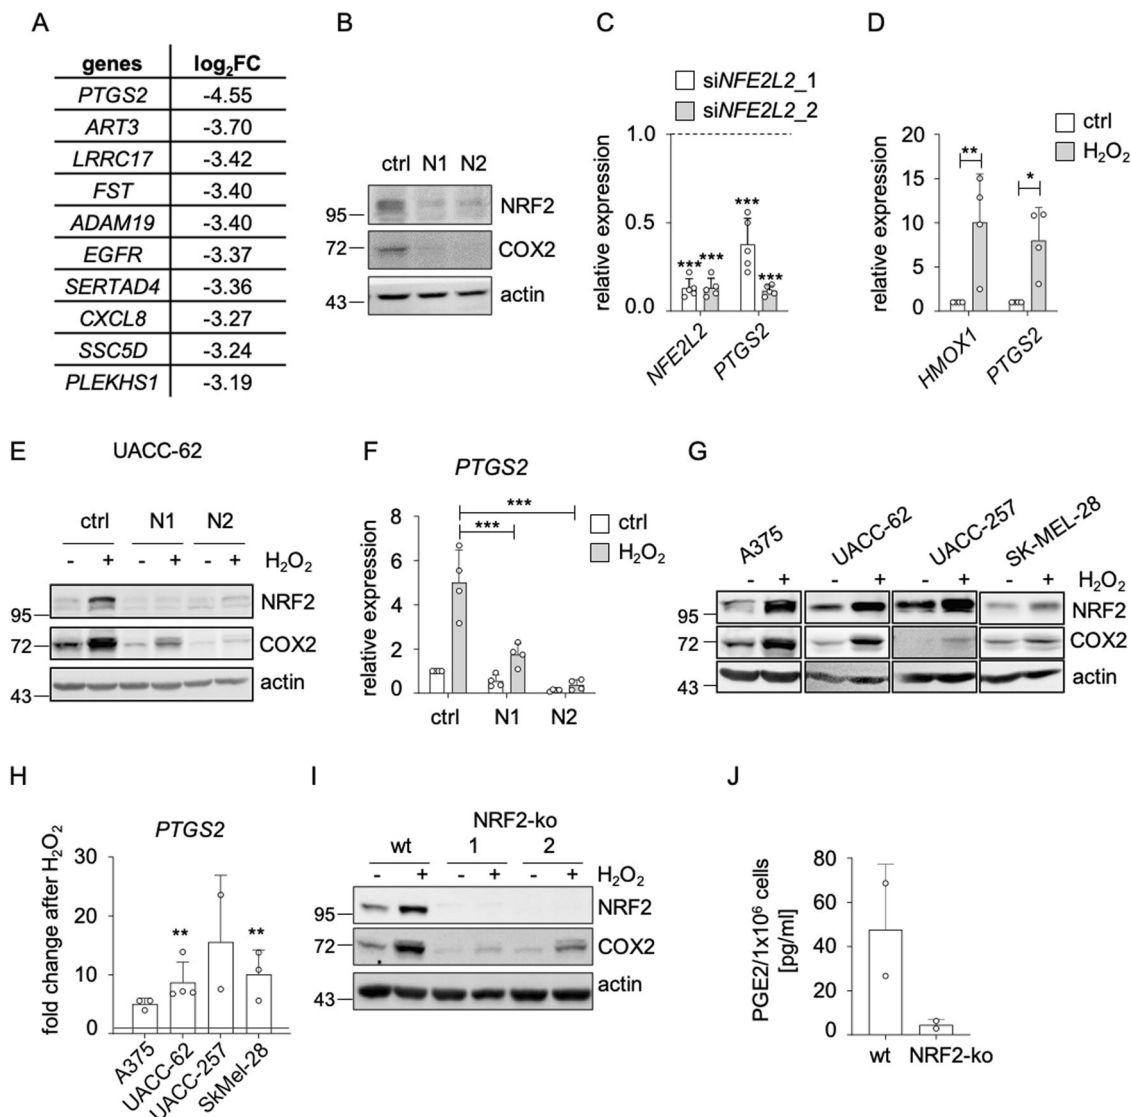 A
genes log₂FC
PTGS2 -4.55
ART3 -3.70
LRRC17 -3.42
FST -3.40
ADAM19 -3.40
EGFR -3.37
SERTAD4 -3.36
CXCL8 -3.27
SSC5D -3.24
PLEKHS1 -3.19
B
ctrl N1 N2
95 NRF2
72 COX2
43 actin
C
siNFE2L2_1
siNFE2L2_2
relative expression
1.0
0.5
0.0
*** *** *** ***
NFE2L2 PTGS2
D
ctrl
H₂O₂
relative expression
20
15
10
5
0
** *
HMOX1 PTGS2
E
UACC-62
ctrl N1 N2
- + - + - + H₂O₂
95 NRF2
72 COX2
43 actin
F
PTGS2
ctrl
H₂O₂
relative expression
8
6
4
2
0
***
***
ctrl N1 N2
G
A375 UACC-62 UACC-257 SK-MEL-28
- + - + - + - + H₂O₂
95 NRF2
72 COX2
43 actin
H
PTGS2
fold change after H₂O₂
30
20
10
0
** **
A375 UACC-62 UACC-257 SkMel-28
I
NRF2-ko
wt 1 2
- + - + - + H₂O₂
95 NRF2
72 COX2
43 actin
J
PGE2/1x10⁶ cells
[pg/ml]
80
60
40
20
0
wt NRF2-ko